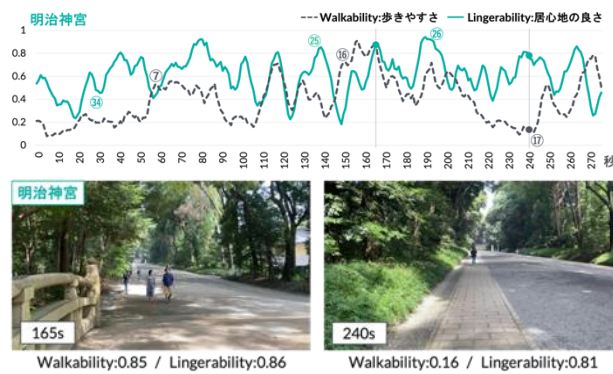 明治神宮
Walkability:歩きやすさ Lingerability:居心地の良さ
1
0.8
0.6
0.4
0.2
0
㉞ ⑦ ㉕ ⑯ ㉖ ⑰
0 10 20 30 40 50 60 70 80 90 100 110 120 130 140 150 160 170 180 190 200 210 220 230 240 250 260 270 秒
明治神宮
165s
240s
Walkability:0.85 / Lingerability:0.86
Walkability:0.16 / Lingerability:0.81